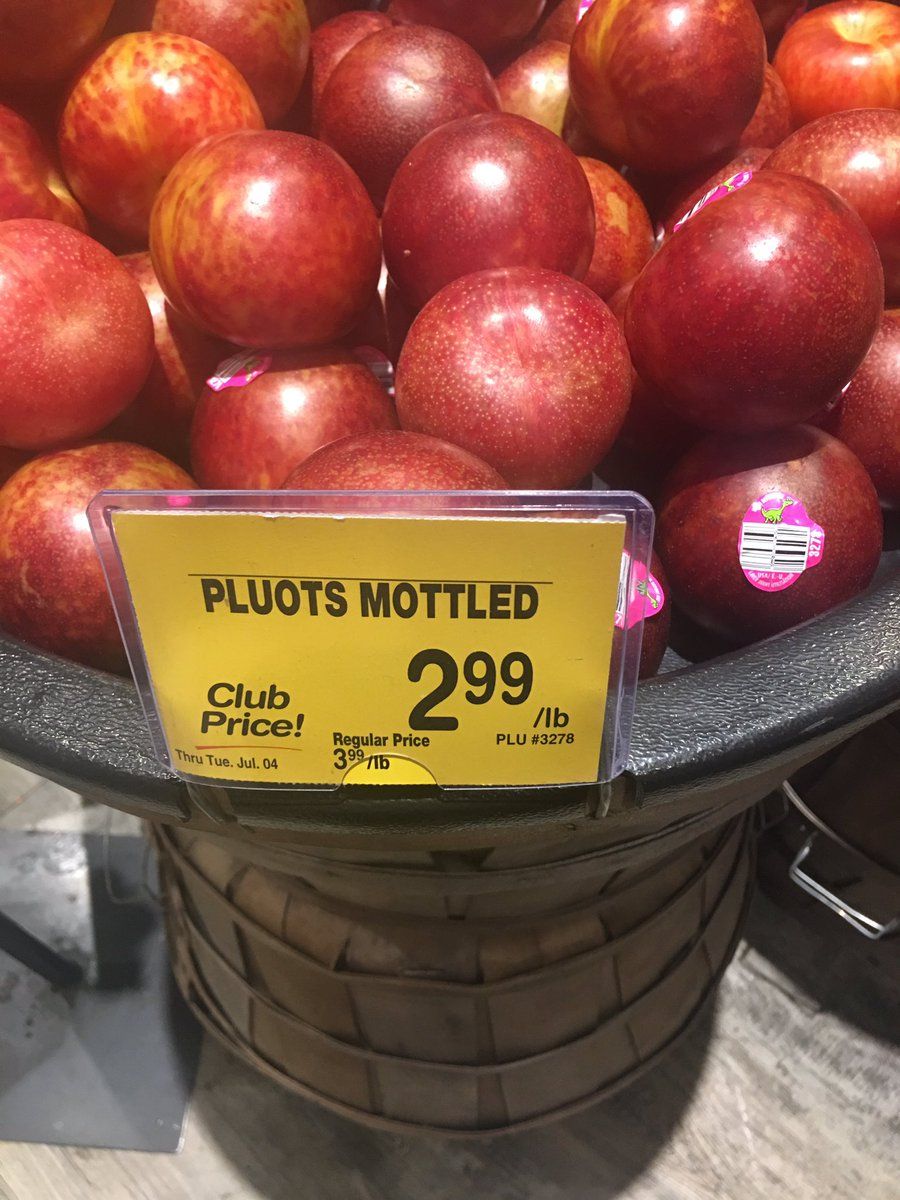 3278
USA/E.U.
PLUOTS MOTTLED
2 99 /lb
Club
Price!
Regular Price
3 99 /lb
PLU #3278
Thru Tue. Jul. 04